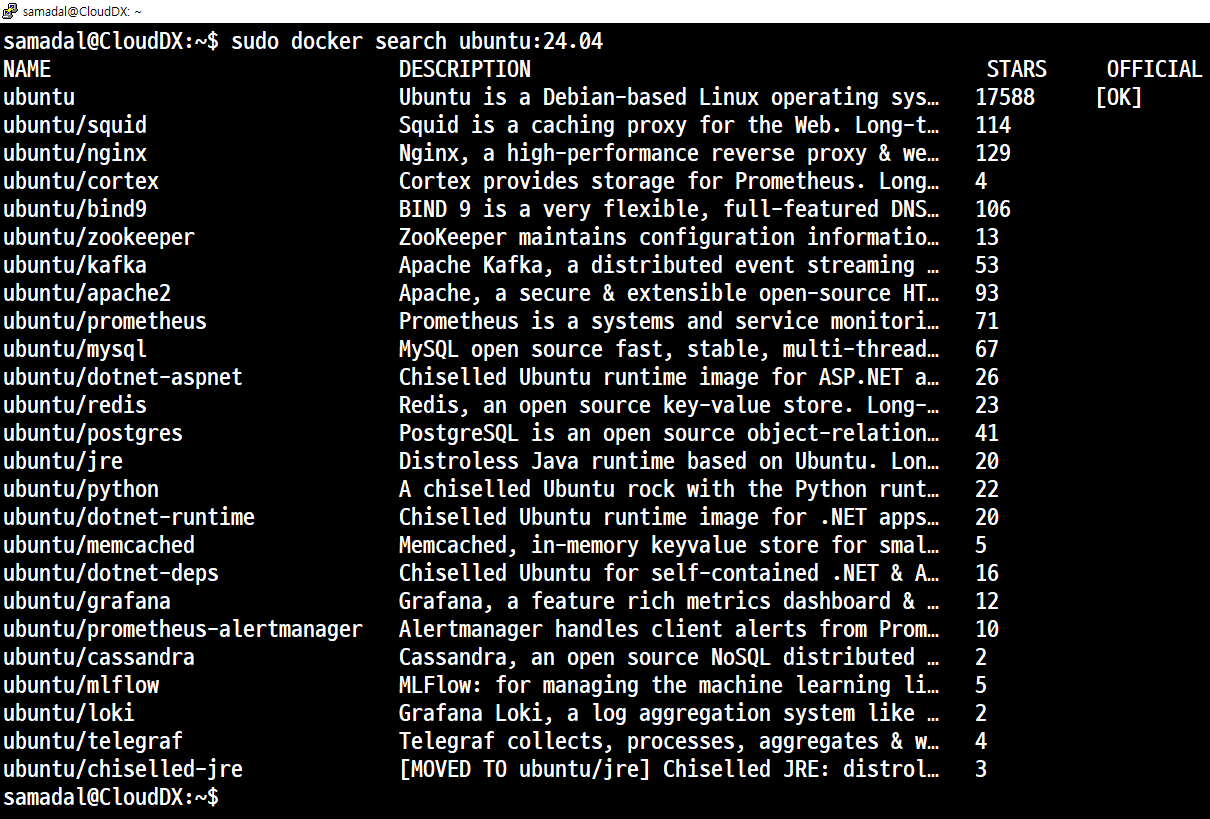 samadal@CloudDX: ~
samadal@CloudDX:~$ sudo docker search ubuntu:24.04
NAME DESCRIPTION STARS OFFICIAL
ubuntu Ubuntu is a Debian-based Linux operating sys… 17588 [OK]
ubuntu/squid Squid is a caching proxy for the Web. Long-t… 114
ubuntu/nginx Nginx, a high-performance reverse proxy & we… 129
ubuntu/cortex Cortex provides storage for Prometheus. Long… 4
ubuntu/bind9 BIND 9 is a very flexible, full-featured DNS… 106
ubuntu/zookeeper ZooKeeper maintains configuration informatio… 13
ubuntu/kafka Apache Kafka, a distributed event streaming … 53
ubuntu/apache2 Apache, a secure & extensible open-source HT… 93
ubuntu/prometheus Prometheus is a systems and service monitori… 71
ubuntu/mysql MySQL open source fast, stable, multi-thread… 67
ubuntu/dotnet-aspnet Chiselled Ubuntu runtime image for ASP.NET a… 26
ubuntu/redis Redis, an open source key-value store. Long-… 23
ubuntu/postgres PostgreSQL is an open source object-relation… 41
ubuntu/jre Distroless Java runtime based on Ubuntu. Lon… 20
ubuntu/python A chiselled Ubuntu rock with the Python runt… 22
ubuntu/dotnet-runtime Chiselled Ubuntu runtime image for .NET apps… 20
ubuntu/memcached Memcached, in-memory keyvalue store for smal… 5
ubuntu/dotnet-deps Chiselled Ubuntu for self-contained .NET & A… 16
ubuntu/grafana Grafana, a feature rich metrics dashboard & … 12
ubuntu/prometheus-alertmanager Alertmanager handles client alerts from Prom… 10
ubuntu/cassandra Cassandra, an open source NoSQL distributed … 2
ubuntu/mlflow MLFlow: for managing the machine learning li… 5
ubuntu/loki Grafana Loki, a log aggregation system like … 2
ubuntu/telegraf Telegraf collects, processes, aggregates & w… 4
ubuntu/chiselled-jre [MOVED TO ubuntu/jre] Chiselled JRE: distrol… 3
samadal@CloudDX:~$